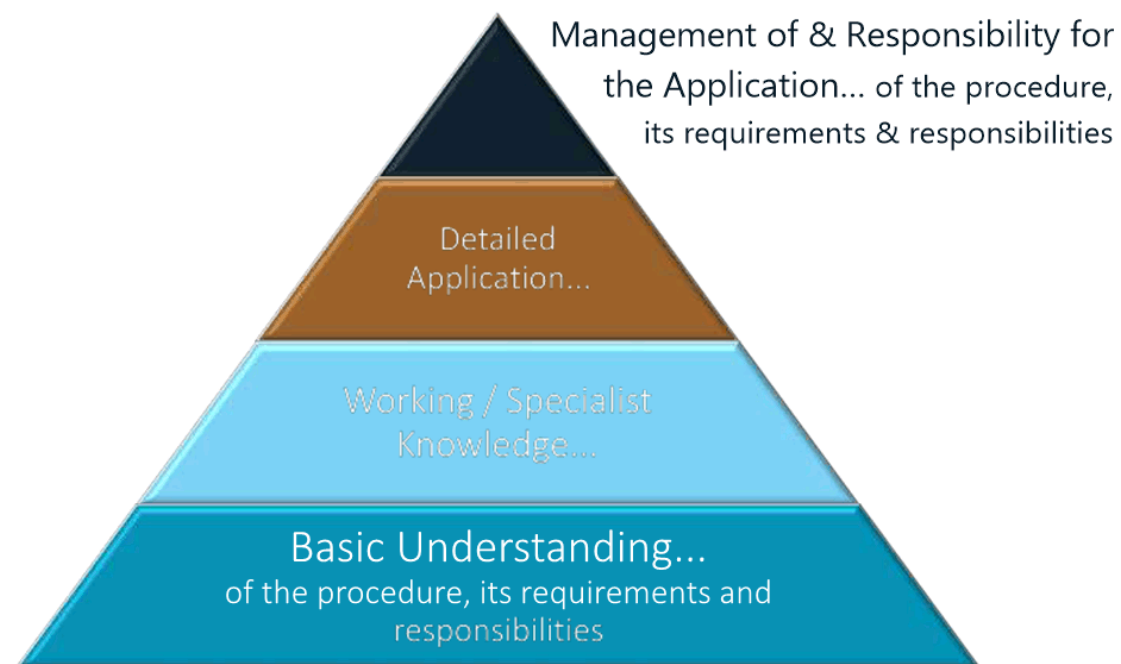 Management of & Responsibility for
the Application... of the procedure,
its requirements & responsibilities
Detailed
Application...
Working / Specialist
Knowledge...
Basic Understanding...
of the procedure, its requirements and
responsibilities